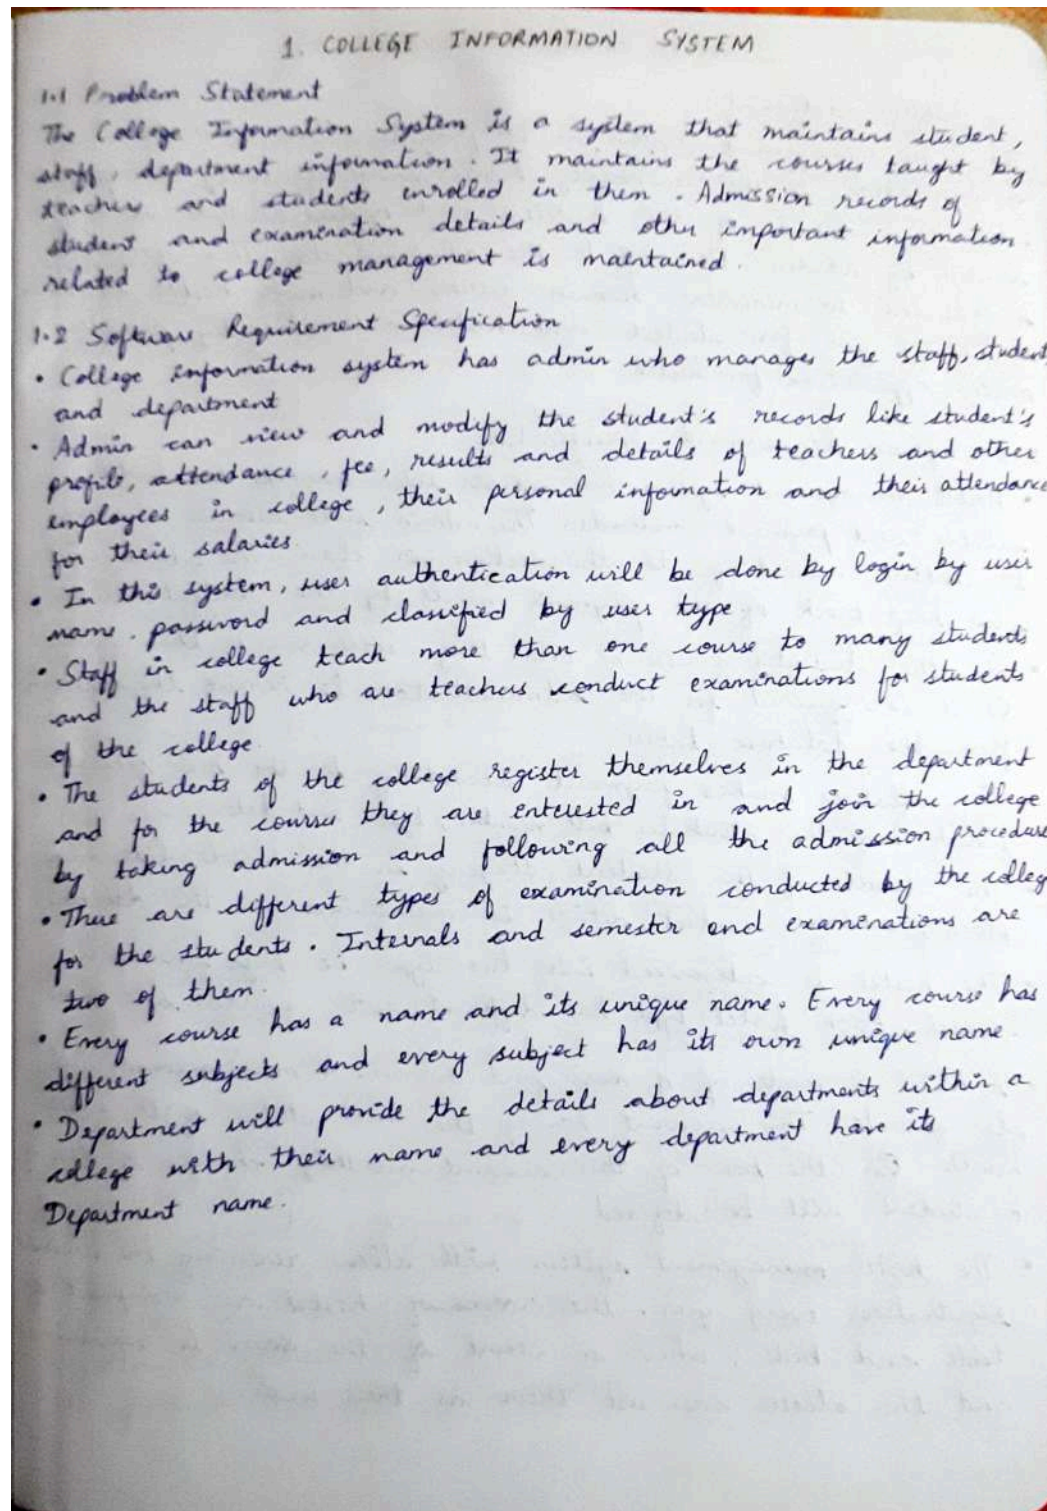 1. COLLEGE INFORMATION SYSTEM
1.1 Problem Statement
The College Information System is a system that maintains student,
staff, department information. It maintains the courses taught by
teachers and students enrolled in them. Admission records of
student and examination details and other important information
related to college management is maintained.
1.2 Software Requirement Specification
• College information system has admin who manages the staff, student
and department
• Admin can view and modify the student's records like student's
profile, attendance, fee, results and details of teachers and other
employees in college, their personal information and their attendance
for their salaries.
• In this system, user authentication will be done by login by user
name, password and classified by user type
• Staff in college teach more than one course to many students
and the staff who are teachers conduct examinations for students
of the college.
• The students of the college register themselves in the department
and for the courses they are interested in and join the college
by taking admission and following all the admission procedure
• There are different types of examination conducted by the colleg
for the students. Internals and semester end examinations are
two of them.
• Every course has a name and its unique name. Every course has
different subjects and every subject has its own unique name
• Department will provide the details about departments within a
college with their name and every department have its
Department name.